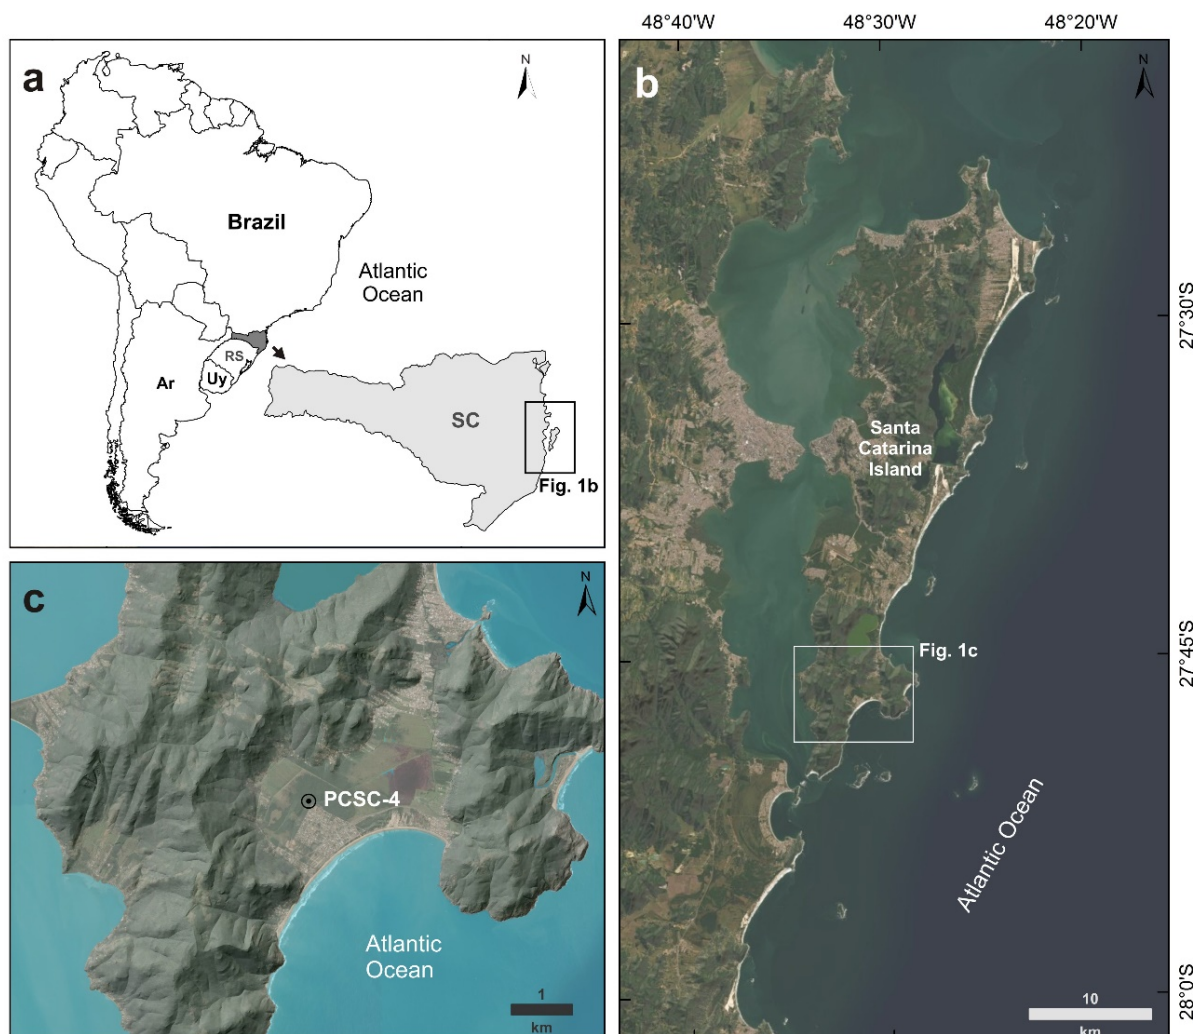 a
N
Brazil
Atlantic
Ocean
RS
Uy
Ar
SC
Fig. 1b
48°40'W
48°30'W
48°20'W
b
N
27°30'S
Santa
Catarina
Island
Fig. 1c
27°45'S
Atlantic Ocean
10
km
28°0'S
c
N
PCSC-4
Atlantic
Ocean
1
km